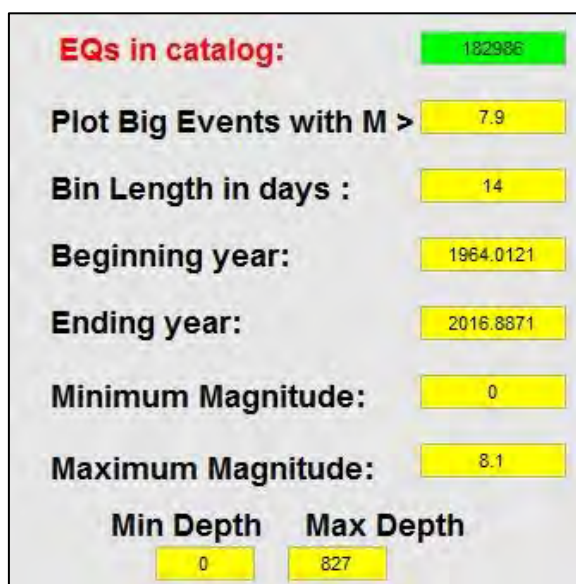 EQs in catalog: 182986
Plot Big Events with M > 7.9
Bin Length in days : 14
Beginning year: 1964.0121
Ending year: 2016.8871
Minimum Magnitude: 0
Maximum Magnitude: 8.1
Min Depth Max Depth
0 827